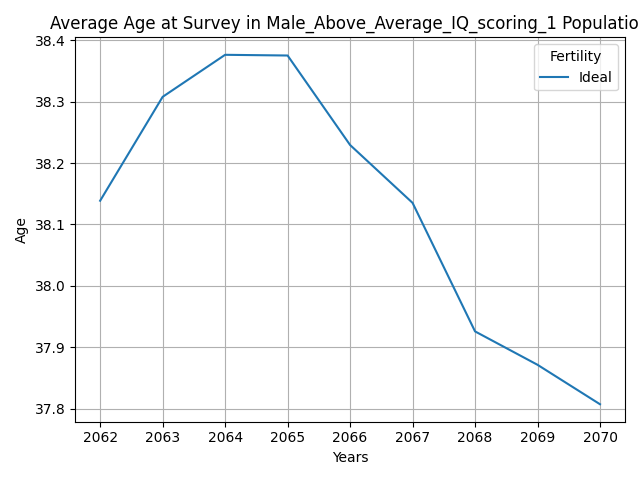 Average Age at Survey in Male_Above_Average_IQ_scoring_1 Populatio
38.4
38.3
38.2
38.1
38.0
37.9
37.8
Age
Fertility
Ideal
2062 2063 2064 2065 2066 2067 2068 2069 2070
Years